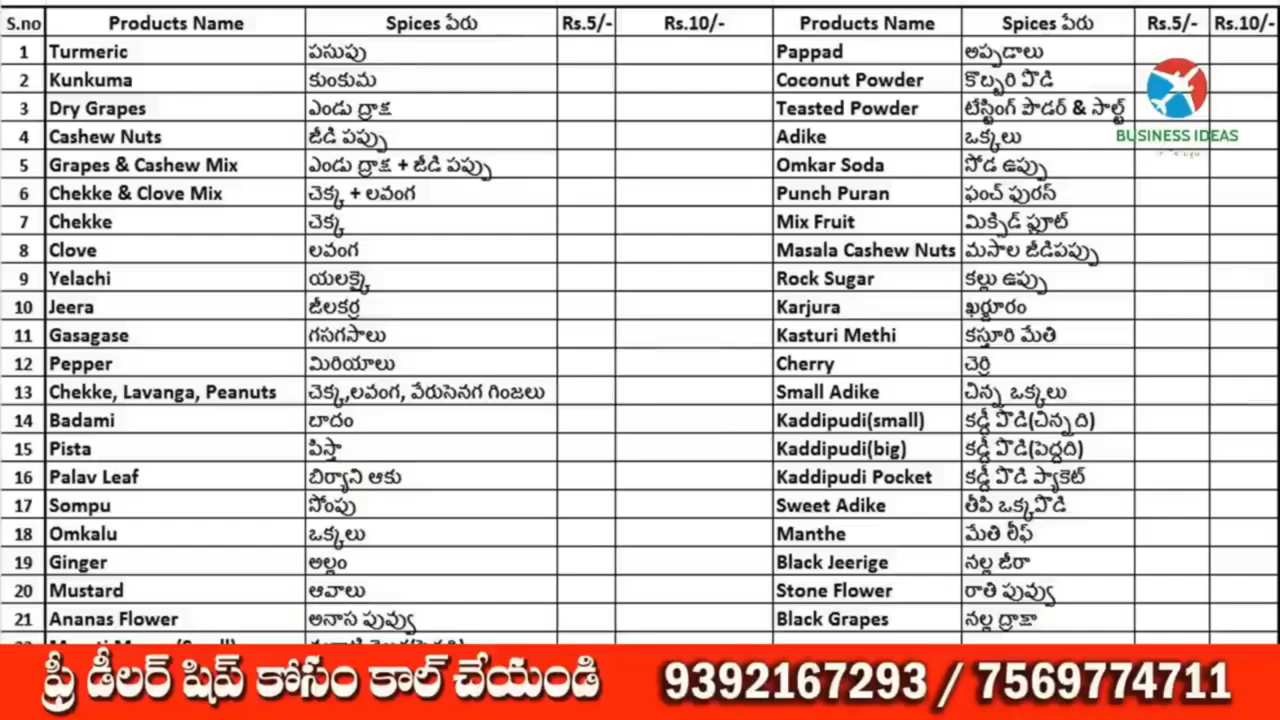 S.no Products Name Spices పేరు Rs.5/- Rs.10/- Products Name Spices పేరు Rs.5/- Rs.10/-
1 Turmeric పసుపు Pappad అప్పడాలు
2 Kunkuma కుంకుమ Coconut Powder కొబ్బరి పొడి
3 Dry Grapes ఎండు ద్రాక్ష Teasted Powder టేస్టింగ్ పౌడర్ & సాల్ట్
4 Cashew Nuts జీడి పప్పు Adike ఒక్కలు
BUSINESS IDEAS
in Telugu
5 Grapes & Cashew Mix ఎండు ద్రాక్ష + జీడి పప్పు Omkar Soda సోడ ఉప్పు
6 Chekke & Clove Mix చెక్క + లవంగ Punch Puran ఫంచ్ ఫురస్
7 Chekke చెక్క Mix Fruit మిక్సిడ్ ఫ్లూట్
8 Clove లవంగ Masala Cashew Nuts మసాల జీడిపప్పు
9 Yelachi యలక్కై Rock Sugar కల్లు ఉప్పు
10 Jeera జీలకర్ర Karjura ఖర్జూరం
11 Gasagase గసగసాలు Kasturi Methi కస్తూరి మేతి
12 Pepper మిరియాలు Cherry చెర్రి
13 Chekke, Lavanga, Peanuts చెక్క,లవంగ, వేరుసెనగ గింజలు Small Adike చిన్న ఒక్కలు
14 Badami బాదం Kaddipudi(small) కడ్డీ పొడి(చిన్నది)
15 Pista పిస్తా Kaddipudi(big) కడ్డీ పొడి(పెద్దది)
16 Palav Leaf బిర్యాని ఆకు Kaddipudi Pocket కడ్డీ పొడి ప్యాకెట్
17 Sompu సోంపు Sweet Adike తీపి ఒక్కపొడి
18 Omkalu ఒక్కలు Manthe మేతి లీఫ్
19 Ginger అల్లం Black Jeerige నల్ల జీరా
20 Mustard ఆవాలు Stone Flower రాతి పువ్వు
21 Ananas Flower అనాస పువ్వు Black Grapes నల్ల ద్రాక్షా
ఫ్రీ డీలర్ షిప్ కోసం కాల్ చేయండి 9392167293 / 7569774711